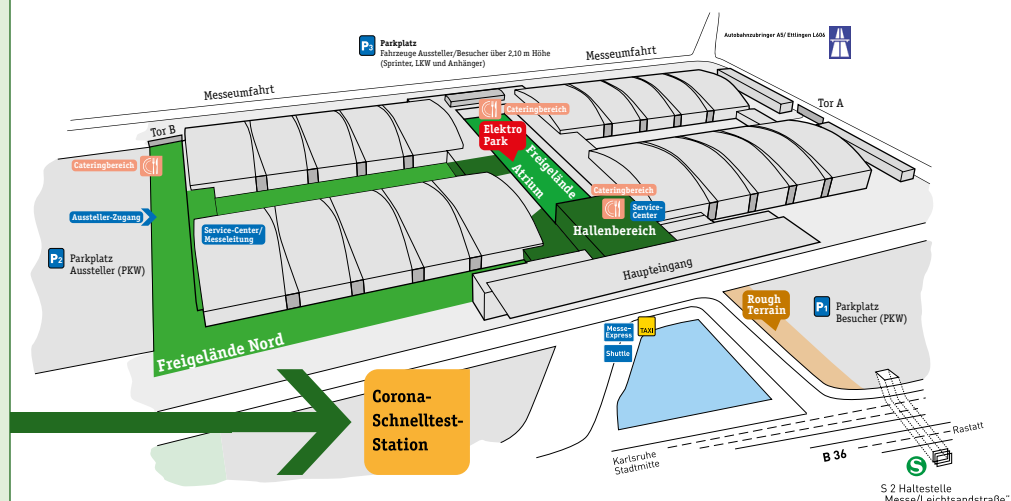 Autobahnzubringer A5/ Ettlingen L606
P3
Parkplatz
Fahrzeuge Aussteller/Besucher über 2,10 m Höhe
(Sprinter, LKW und Anhänger)
Messeumfahrt
Messeumfahrt
Tor A
Tor B
Cateringbereich
Elektro
Park
Freigelände
Atrium
Cateringbereich
Cateringbereich
Service-
Center
Hallenbereich
Aussteller-Zugang
Service-Center/
Messeleitung
P2
Parkplatz
Aussteller (PKW)
Haupteingang
Rough
Terrain
P1
Parkplatz
Besucher (PKW)
Messe-
Express
TAXI
Shuttle
Freigelände Nord
Corona-
Schnelltest-
Station
Karlsruhe
Stadtmitte
B 36
Rastatt
S
S 2 Haltestelle
„Messe/Leichtsandstraße“